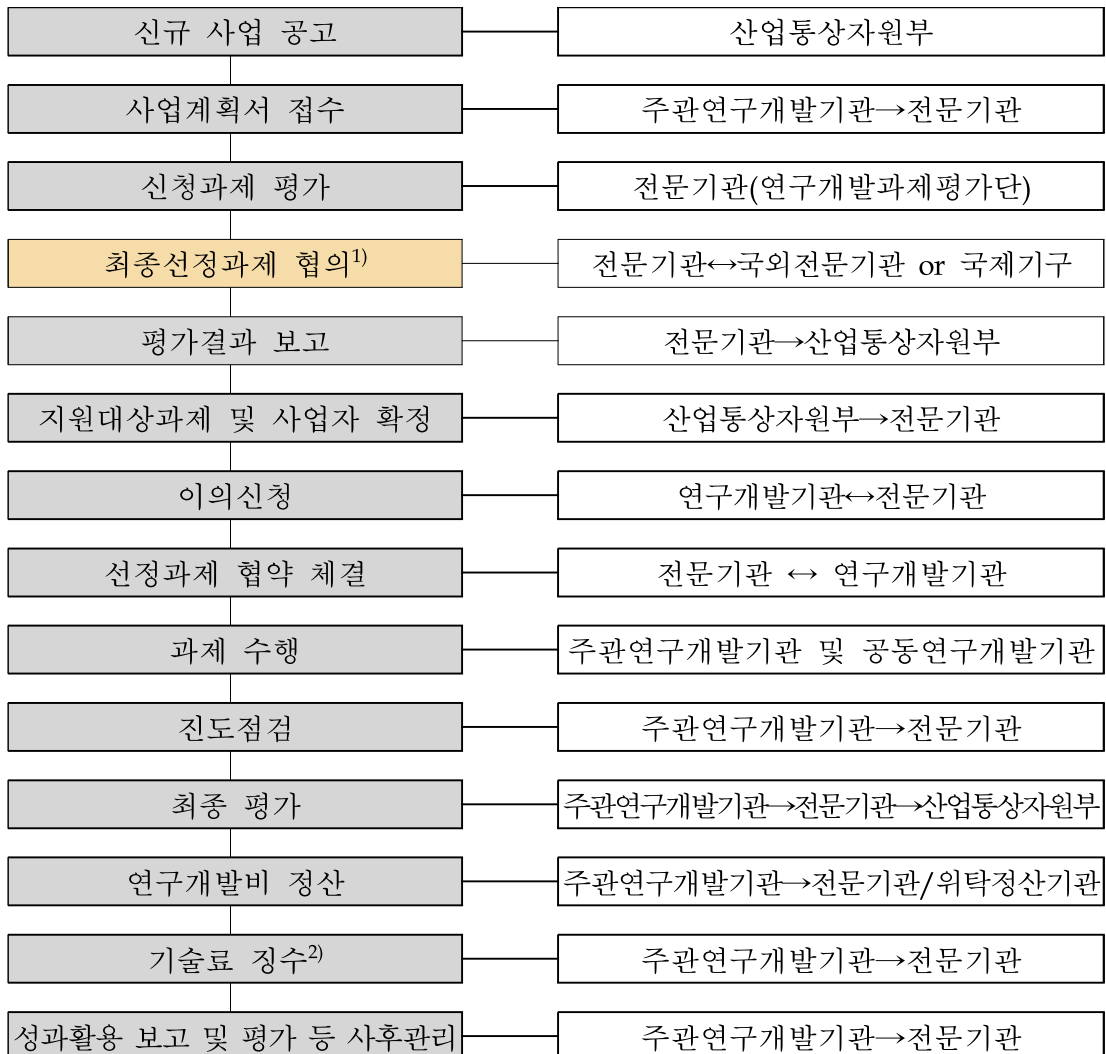 신규 사업 공고
산업통상자원부
사업계획서 접수
주관연구개발기관→전문기관
신청과제 평가
전문기관(연구개발과제평가단)
최종선정과제 협의1)
전문기관↔국외전문기관 or 국제기구
평가결과 보고
전문기관→산업통상자원부
지원대상과제 및 사업자 확정
산업통상자원부→전문기관
이의신청
연구개발기관↔전문기관
선정과제 협약 체결
전문기관 ↔ 연구개발기관
과제 수행
주관연구개발기관 및 공동연구개발기관
진도점검
주관연구개발기관→전문기관
최종 평가
주관연구개발기관→전문기관→산업통상자원부
연구개발비 정산
주관연구개발기관→전문기관/위탁정산기관
기술료 징수2)
주관연구개발기관→전문기관
성과활용 보고 및 평가 등 사후관리
주관연구개발기관→전문기관